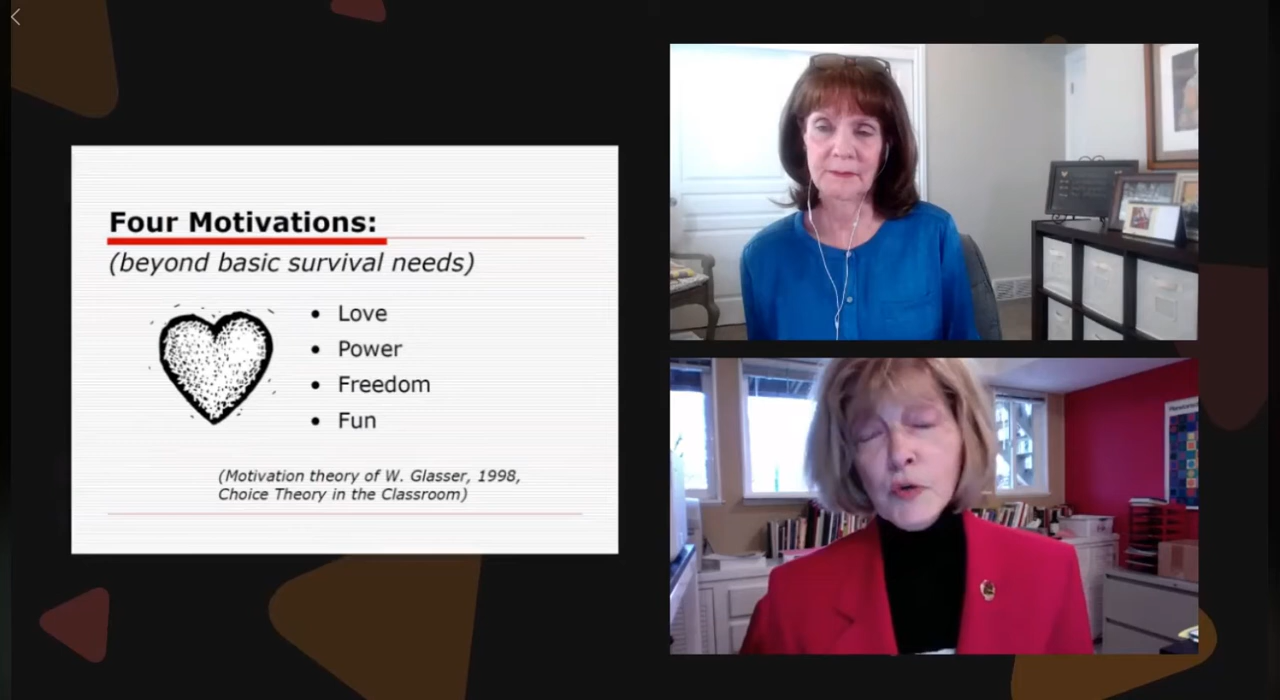 Four Motivations:
(beyond basic survival needs)
• Love
• Power
• Freedom
• Fun
(Motivation theory of W. Glasser, 1998,
Choice Theory in the Classroom)